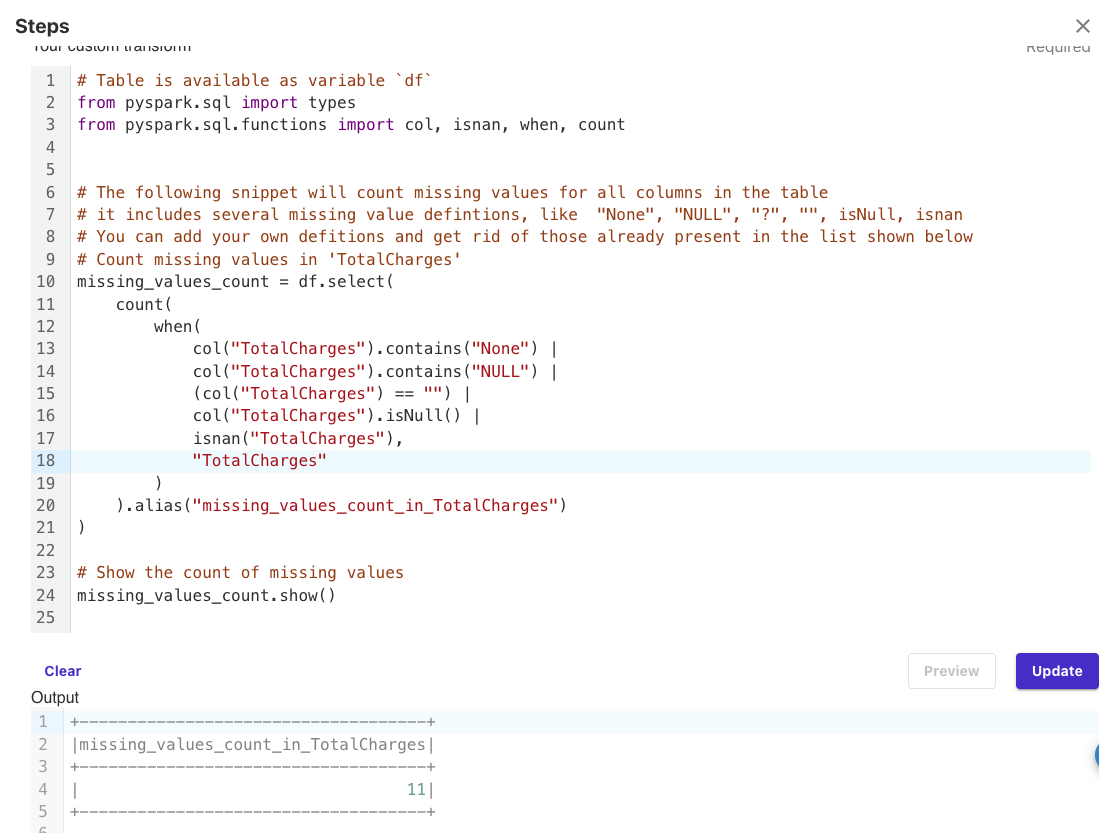 Steps
Your custom transform
Required
1 # Table is available as variable `df`
2 from pyspark.sql import types
3 from pyspark.sql.functions import col, isnan, when, count
4
5
6 # The following snippet will count missing values for all columns in the table
7 # it includes several missing value defintions, like  "None", "NULL", "?", "", isNull, isnan
8 # You can add your own defitions and get rid of those already present in the list shown below
9 # Count missing values in 'TotalCharges'
10 missing_values_count = df.select(
11     count(
12         when(
13             col("TotalCharges").contains("None") |
14             col("TotalCharges").contains("NULL") |
15             (col("TotalCharges") == "") |
16             col("TotalCharges").isNull() |
17             isnan("TotalCharges"),
18             "TotalCharges"
19         )
20     ).alias("missing_values_count_in_TotalCharges")
21 )
22
23 # Show the count of missing values
24 missing_values_count.show()
25
Clear
Preview
Update
Output
1 +------------------------------------+
2 |missing_values_count_in_TotalCharges|
3 +------------------------------------+
4 |                                  11|
5 +------------------------------------+
6